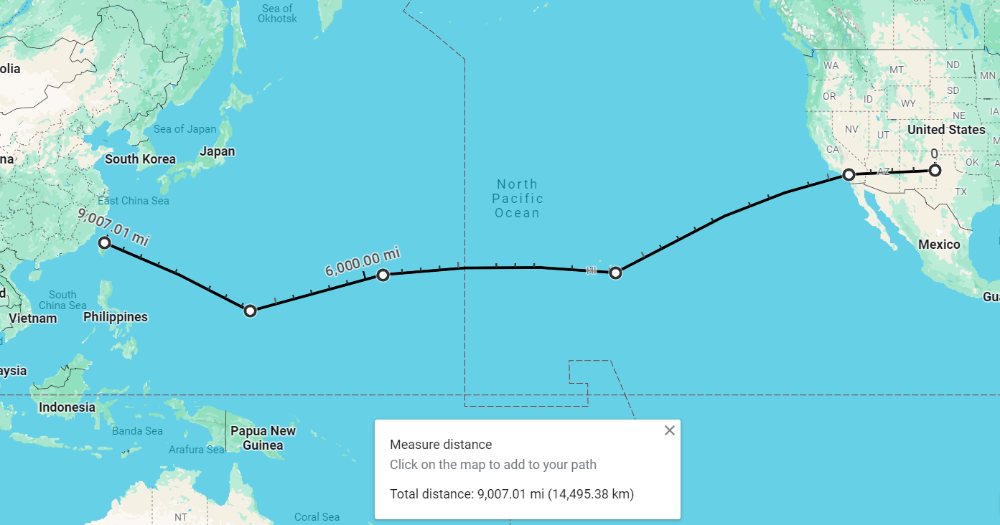 Sea of
Okhotsk
olia
WA
MT
ND
MN
OR
ID
SD
WY
IA
NE
Sea of Japan
NV
UT
United States
South Korea
Japan
CA
na
0
OK
AZ
TX
East China Sea
North
Pacific
Ocean
9,007.01 mi
Mexico
6,000.00 mi
HI
South
China Sea
Vietnam
Philippines
Gu
d
aysia
Indonesia
Banda Sea
Papua New
Guinea
Arafura Sea
NT
Coral Sea
Measure distance
Click on the map to add to your path
Total distance: 9,007.01 mi (14,495.38 km)